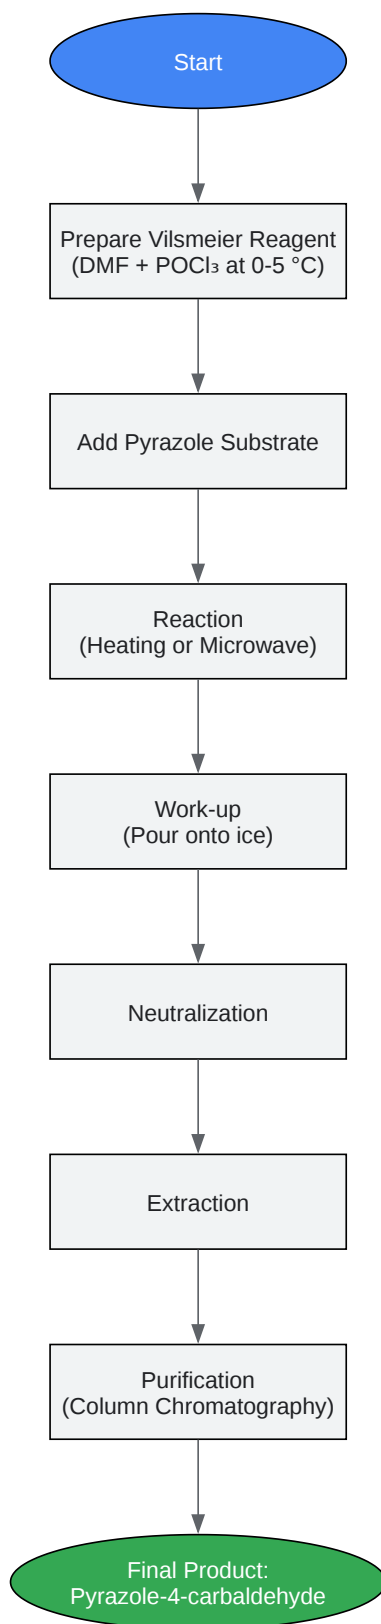 Start
Prepare Vilsmeier Reagent
(DMF + POCl₃ at 0-5 °C)
Add Pyrazole Substrate
Reaction
(Heating or Microwave)
Work-up
(Pour onto ice)
Neutralization
Extraction
Purification
(Column Chromatography)
Final Product:
Pyrazole-4-carbaldehyde